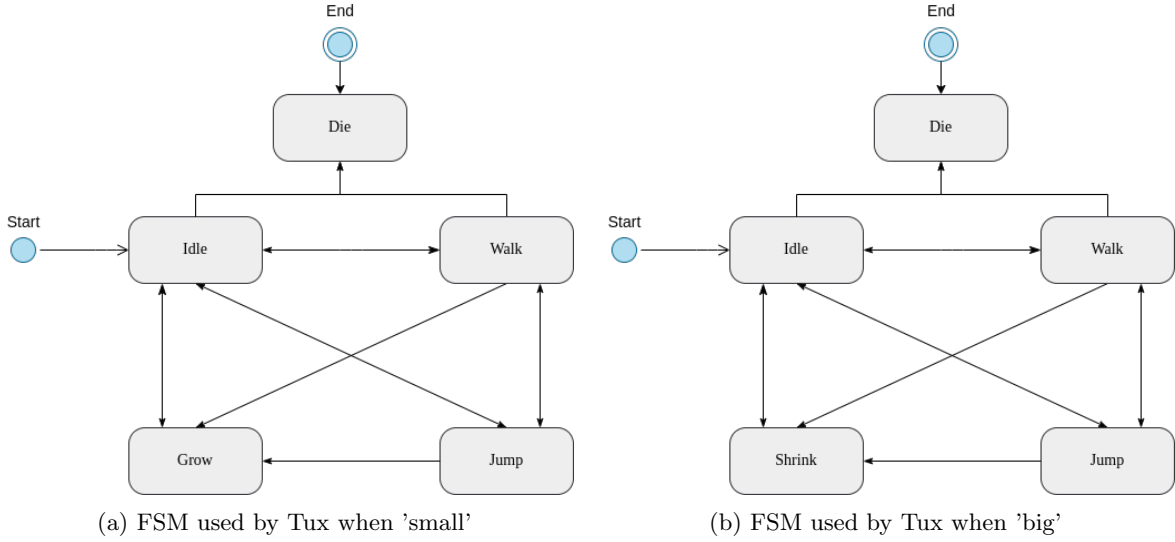 End
Die
Start
Idle
Walk
Grow
Jump
(a) FSM used by Tux when 'small'
End
Die
Start
Idle
Walk
Shrink
Jump
(b) FSM used by Tux when 'big'